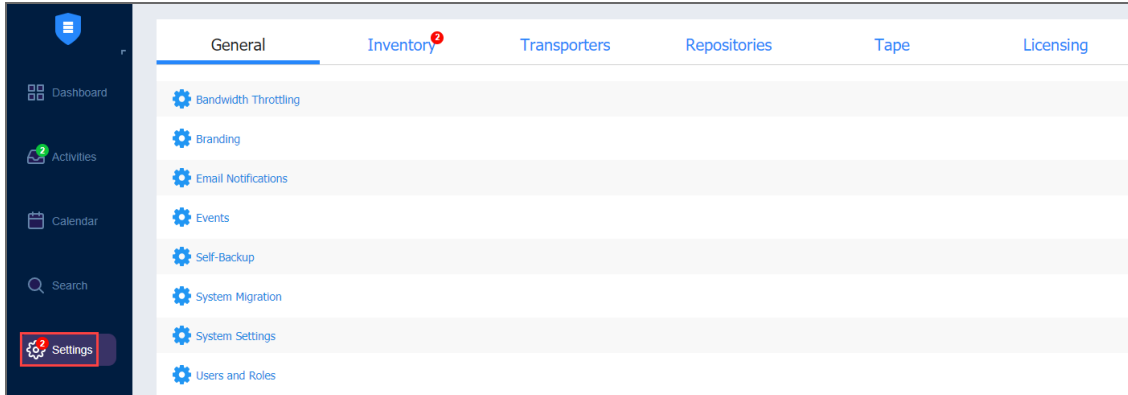 General
Inventory 2
Transporters
Repositories
Tape
Licensing
Dashboard
2 Activities
Calendar
Search
2 Settings
Bandwidth Throttling
Branding
Email Notifications
Events
Self-Backup
System Migration
System Settings
Users and Roles